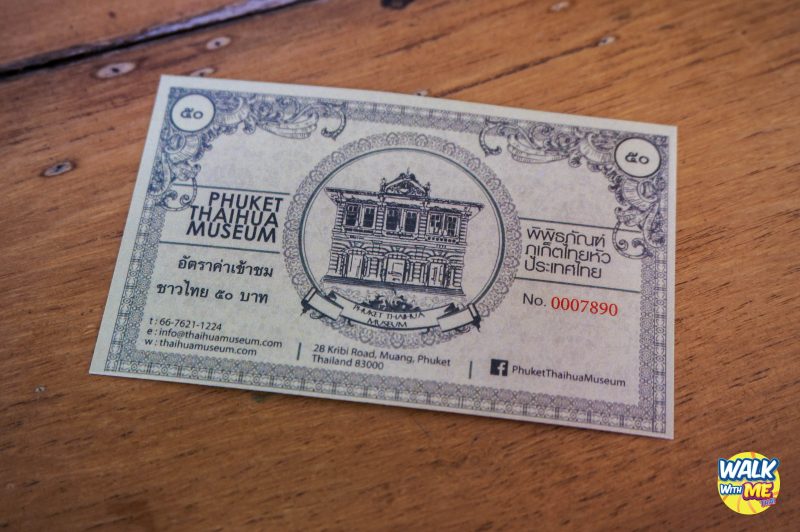 ๕๐
๕๐
PHUKET
THAIHUA
MUSEUM
อัตราค่าเข้าชม
ชาวไทย ๕๐ บาท
PHUKET THAIHUA
MUSEUM
พิพิธภัณฑ์
ภูเก็ตไทยหัว
ประเทศไทย
No. 0007890
t : 66-7621-1224
e : info@thaihuamuseum.com
w : thaihuamuseum.com
28 Kribi Road, Muang, Phuket
Thailand 83000
f PhuketThaihuaMuseum
WALK
With ME